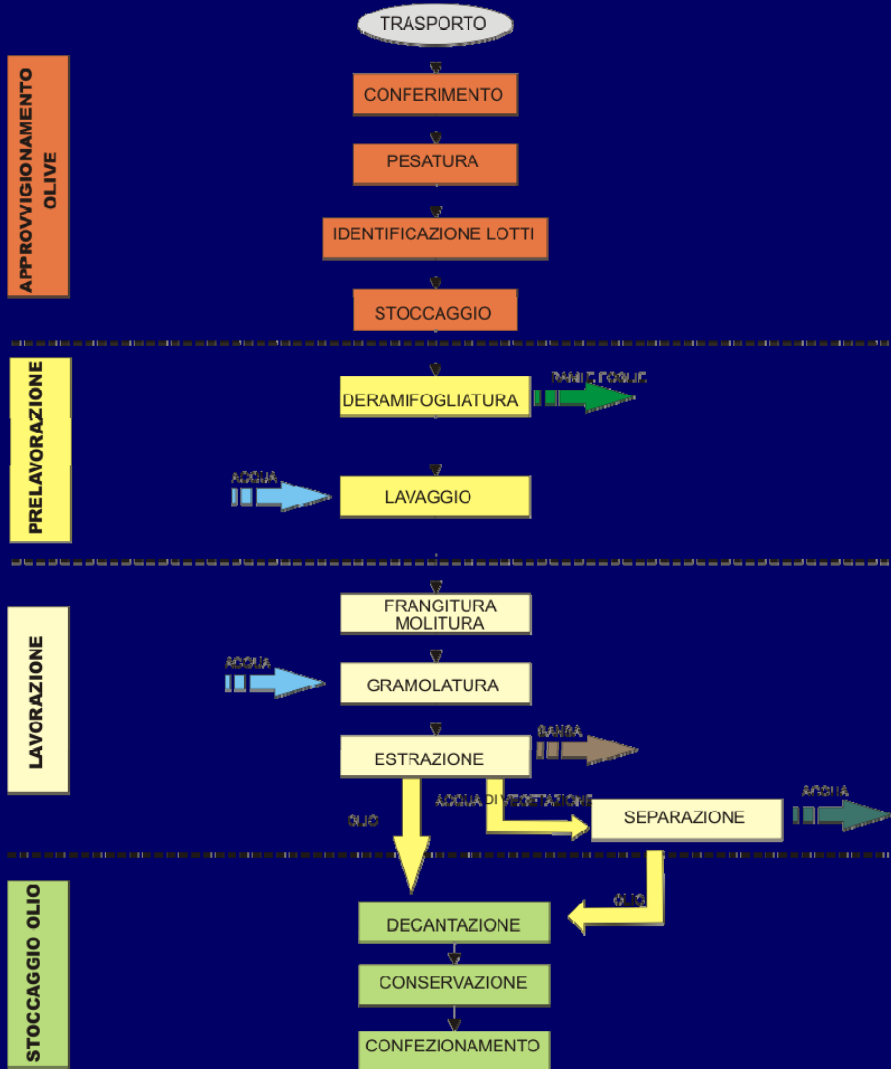 TRASPORTO
APPROVVIGIONAMENTO
OLIVE
CONFERIMENTO
PESATURA
IDENTIFICAZIONE LOTTI
STOCCAGGIO
PRELAVORAZIONE
DERAMIFOGLIATURA
RAMI E FOGLIE
ACQUA
LAVAGGIO
LAVORAZIONE
FRANGITURA
MOLITURA
ACQUA
GRAMOLATURA
ESTRAZIONE
SANSA
OLIO
ACQUA DI VEGETAZIONE
SEPARAZIONE
ACQUA
OLIO
STOCCAGGIO OLIO
DECANTAZIONE
CONSERVAZIONE
CONFEZIONAMENTO